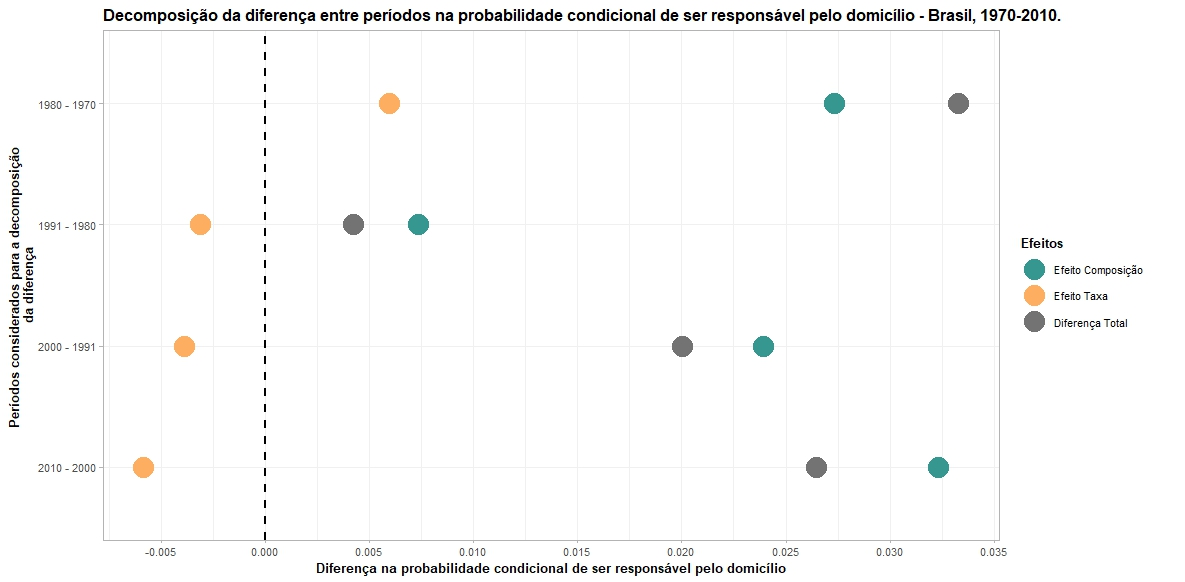 Decomposição da diferença entre períodos na probabilidade condicional de ser responsável pelo domicílio - Brasil, 1970-2010.
Períodos considerados para a decomposição
da diferença
1980 - 1970
1991 - 1980
2000 - 1991
2010 - 2000
-0.005 0.000 0.005 0.010 0.015 0.020 0.025 0.030 0.035
Diferença na probabilidade condicional de ser responsável pelo domicílio
Efeitos
Efeito Composição
Efeito Taxa
Diferença Total